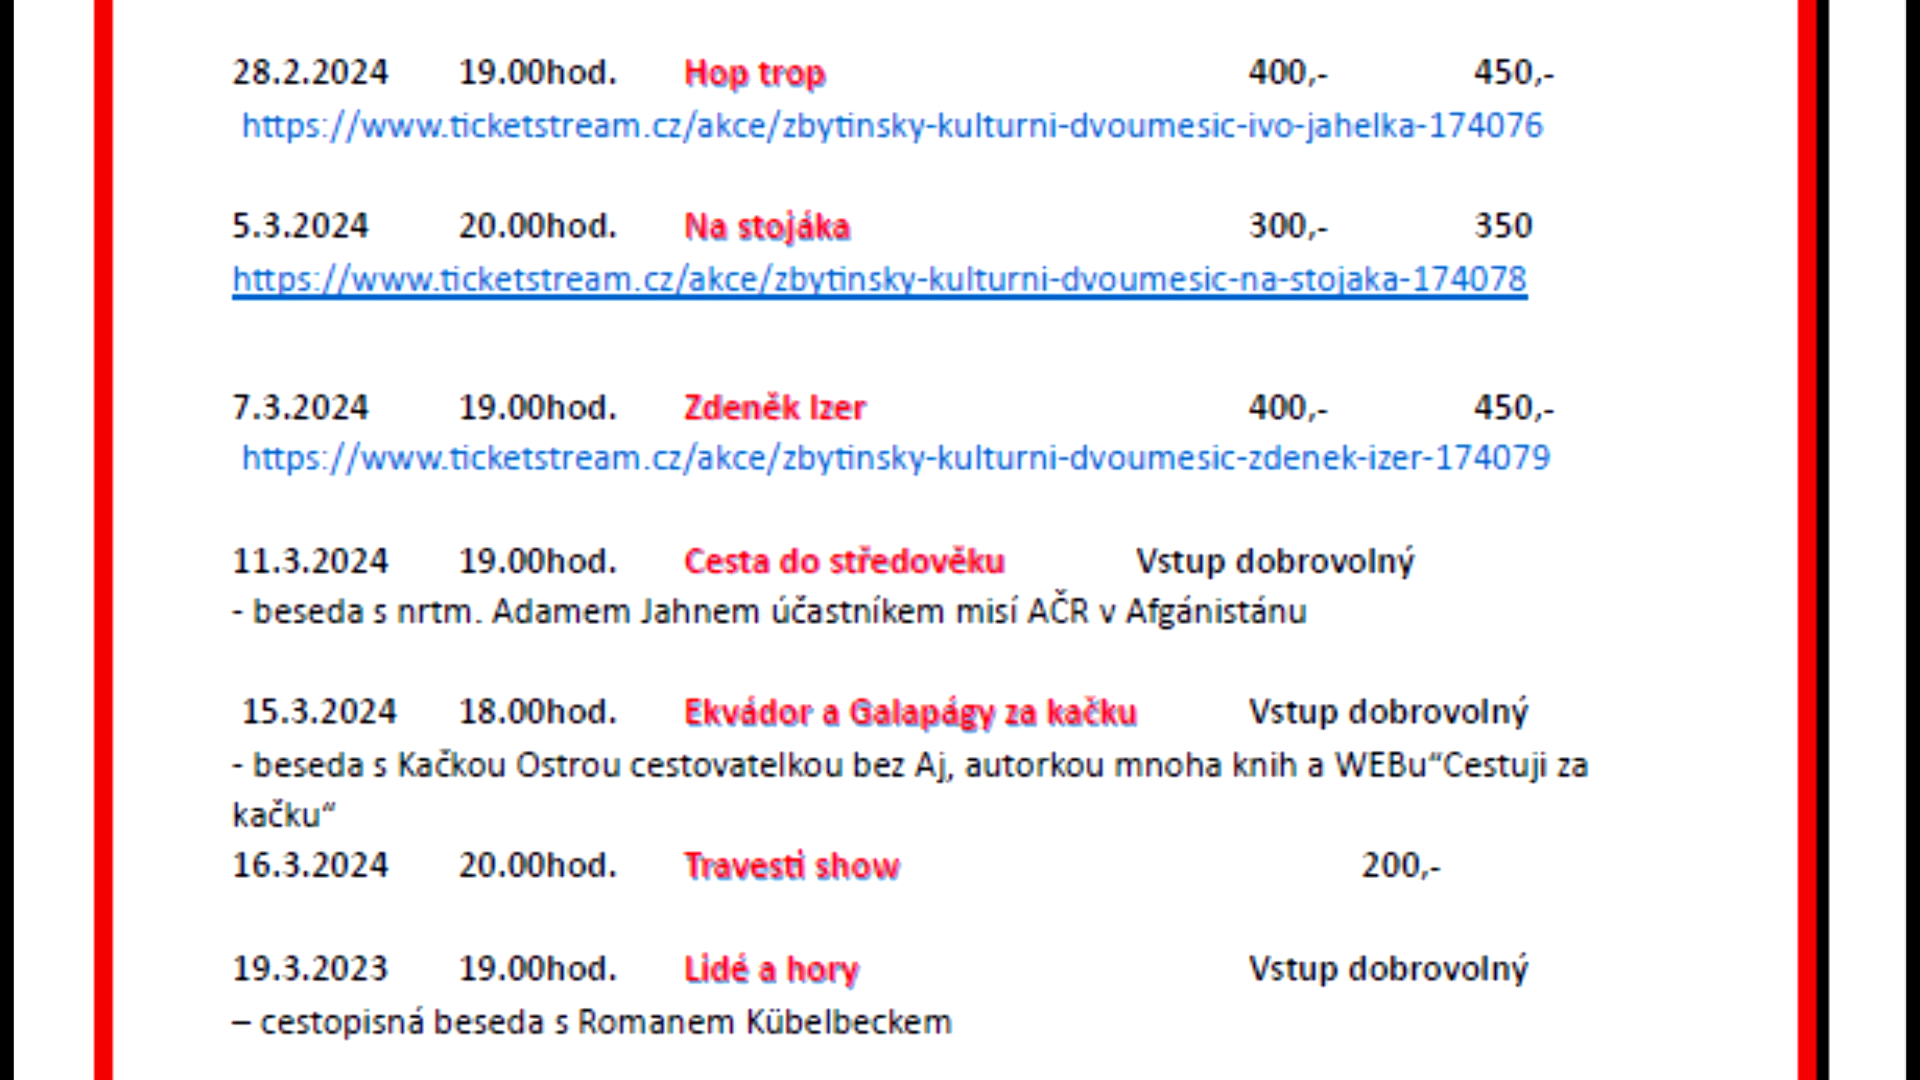 28.2.2024 19.00hod. Hop trop 400,- 450,-
https://www.ticketstream.cz/akce/zbytinsky-kulturni-dvoumesic-ivo-jahelka-174076
5.3.2024 20.00hod. Na stojáka 300,- 350
https://www.ticketstream.cz/akce/zbytinsky-kulturni-dvoumesic-na-stojaka-174078
7.3.2024 19.00hod. Zdeněk Izer 400,- 450,-
https://www.ticketstream.cz/akce/zbytinsky-kulturni-dvoumesic-zdenek-izer-174079
11.3.2024 19.00hod. Cesta do středověku Vstup dobrovolný
- beseda s nrtm. Adamem Jahnem účastníkem misí AČR v Afgánistánu
15.3.2024 18.00hod. Ekvádor a Galapágy za kačku Vstup dobrovolný
- beseda s Kačkou Ostrou cestovatelkou bez Aj, autorkou mnoha knih a WEBu“Cestuji za
kačku“
16.3.2024 20.00hod. Travesti show 200,-
19.3.2023 19.00hod. Lidé a hory Vstup dobrovolný
– cestopisná beseda s Romanem Kübelbeckem